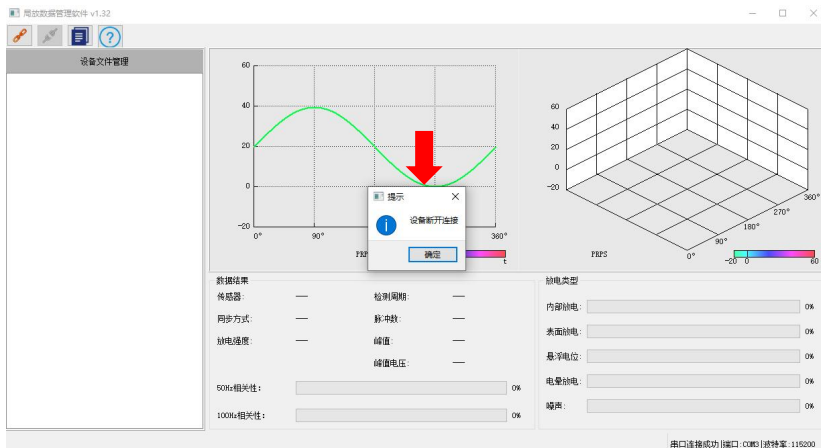 局放数据管理软件 v1.32
设备文件管理
60
40
20
0
-20
0°
90°
360°
PRP
t
60
40
20
0
-20
0°
90°
180°
270°
360°
PRPS
-20 0 60
提示
设备断开连接
确定
数据结果
传感器: — 检测周期: —
同步方式: — 脉冲数: —
放电强度: — 峰值: —
峰值电压: —
50Hz相关性: 0%
100Hz相关性: 0%
放电类型
内部放电: 0%
表面放电: 0%
悬浮电位: 0%
电晕放电: 0%
噪声: 0%
串口连接成功|端口:COM3|波特率:115200